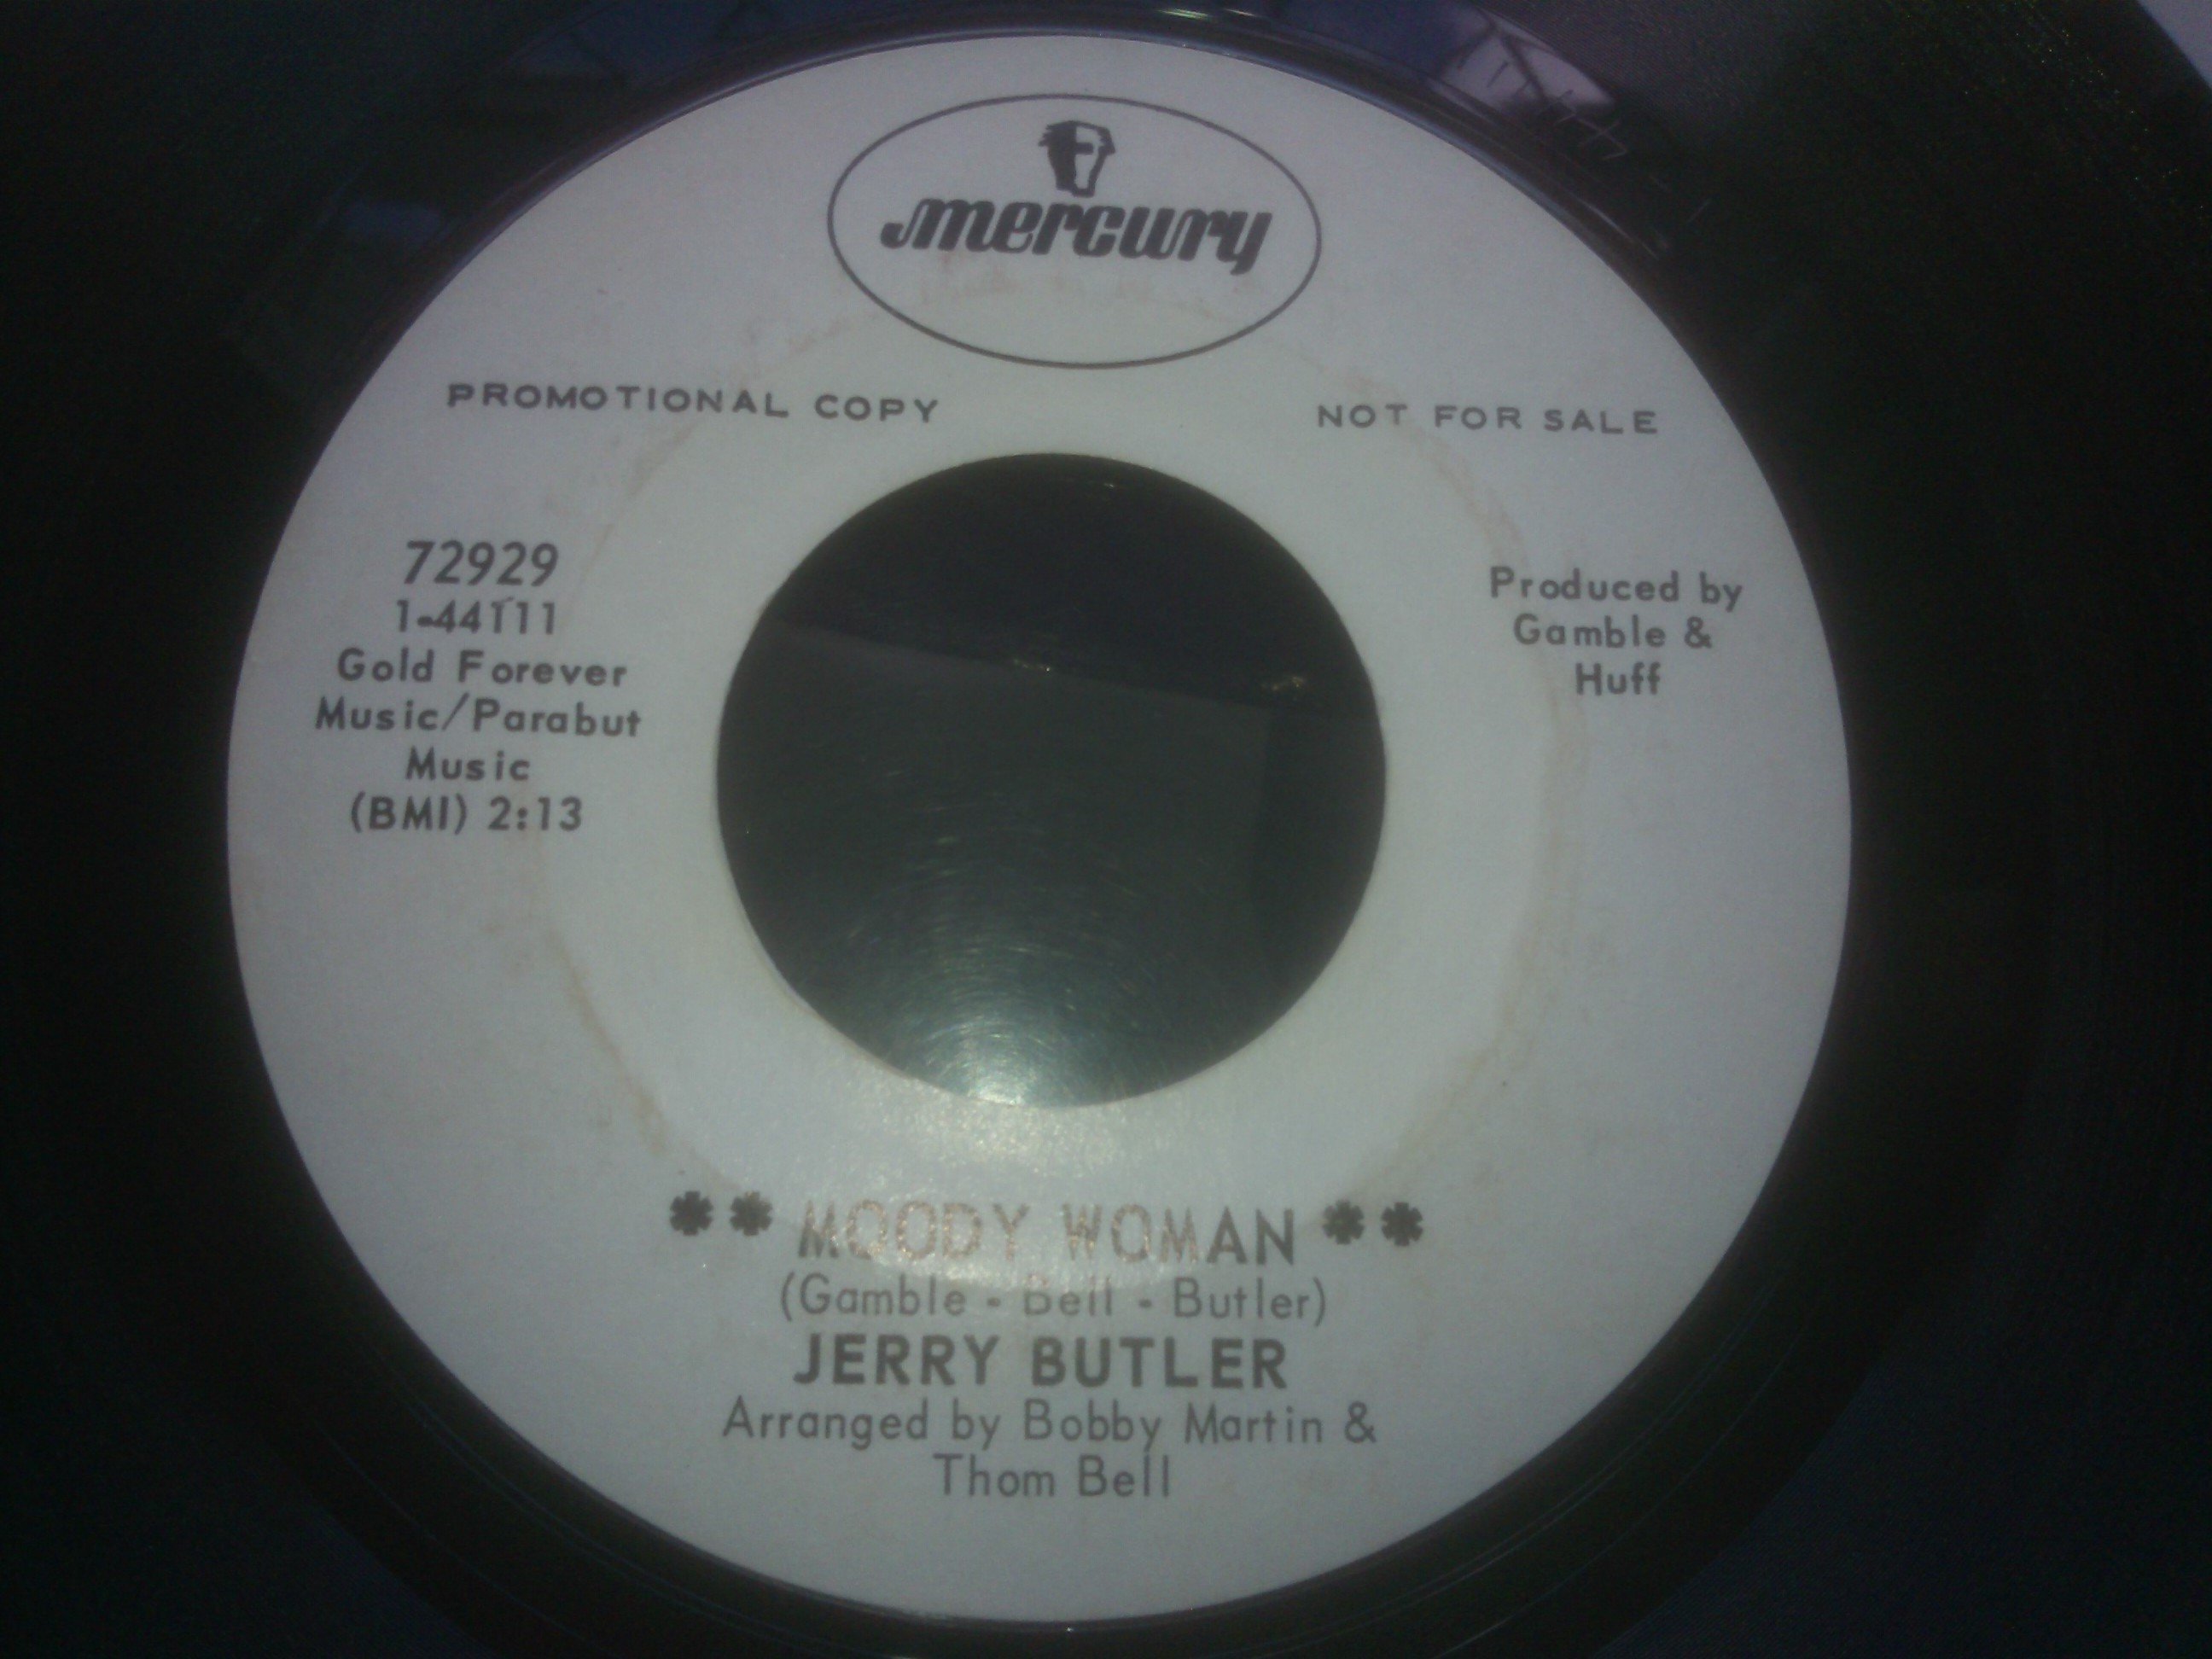 mercury
PROMOTIONAL COPY
NOT FOR SALE
72929
1-44111
Gold Forever
Music/Parabut
Music
(BMI) 2:13
Produced by
Gamble &
Huff
** MOODY WOMAN **
(Gamble - Bell - Butler)
JERRY BUTLER
Arranged by Bobby Martin &
Thom Bell